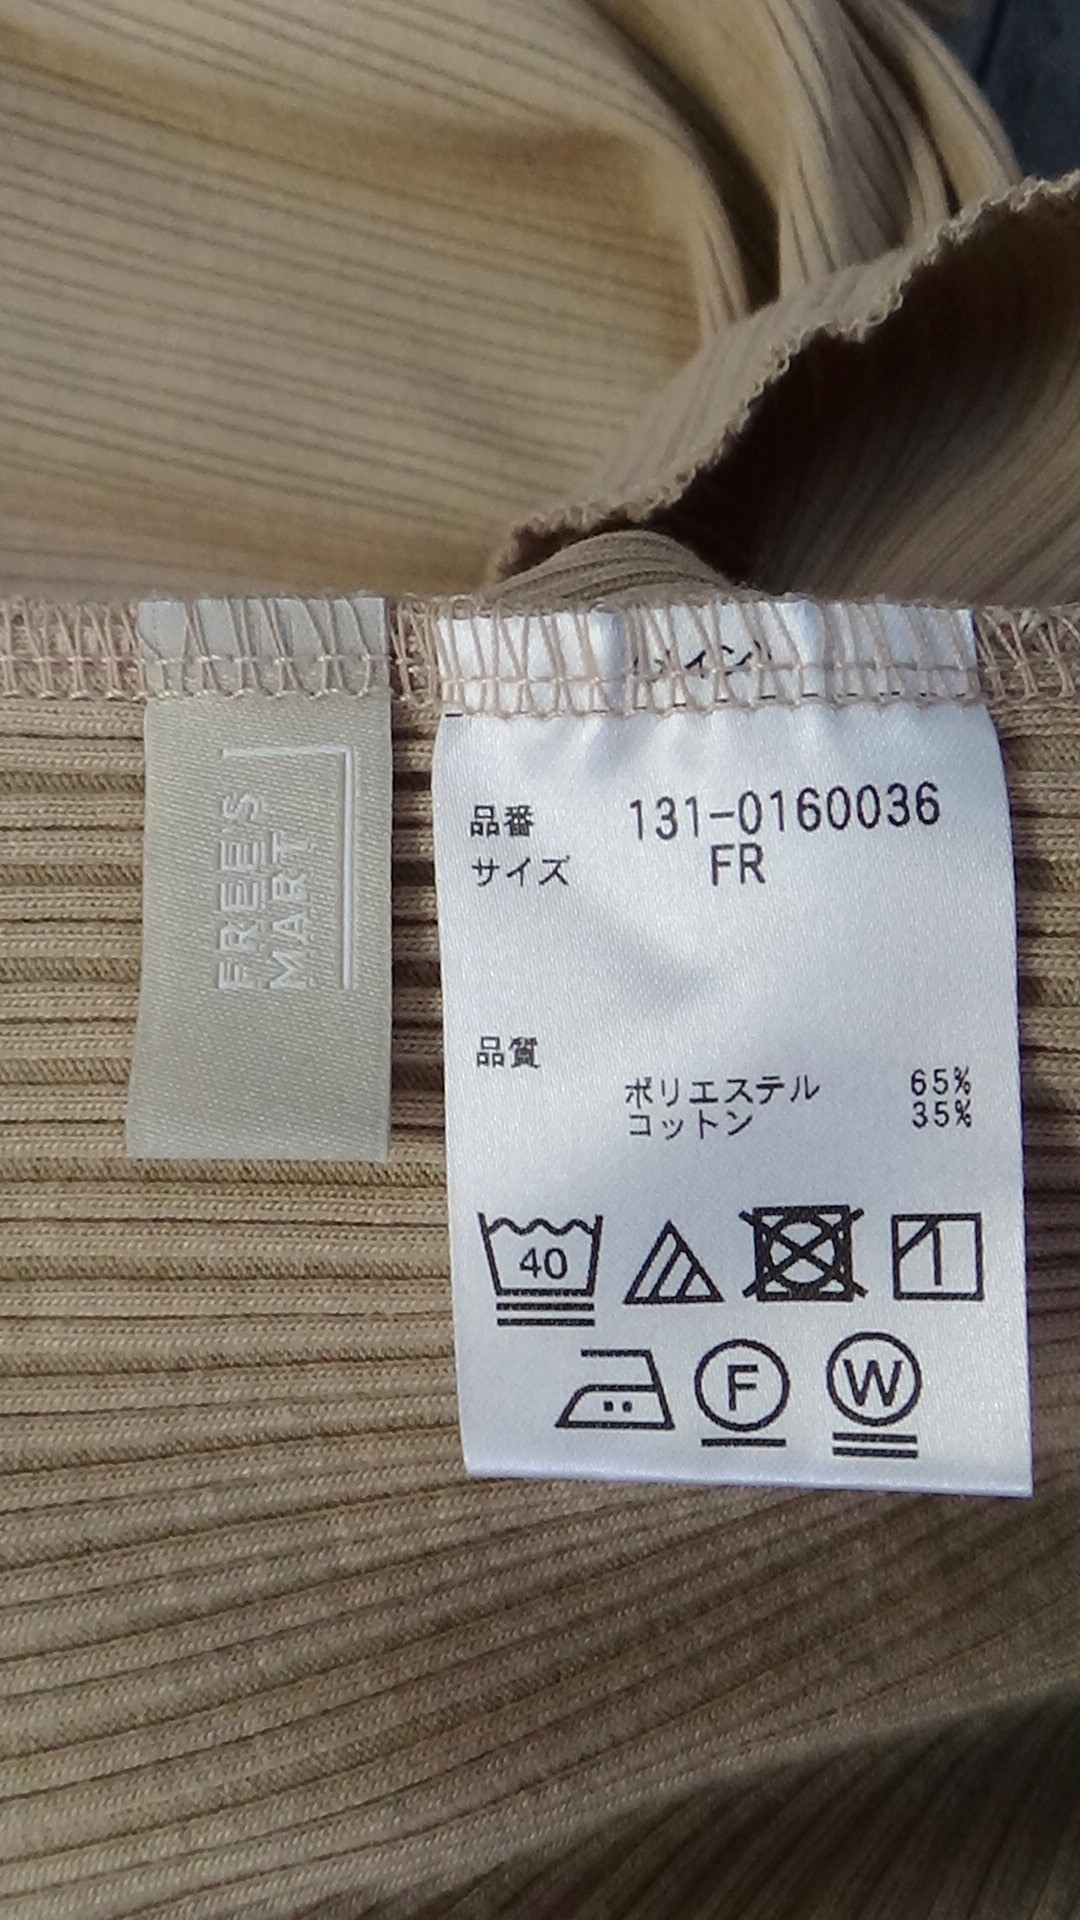 FREE'S
MART
品番 131-0160036
サイズ FR
品質
ポリエステル 65%
コットン 35%
40
F
W